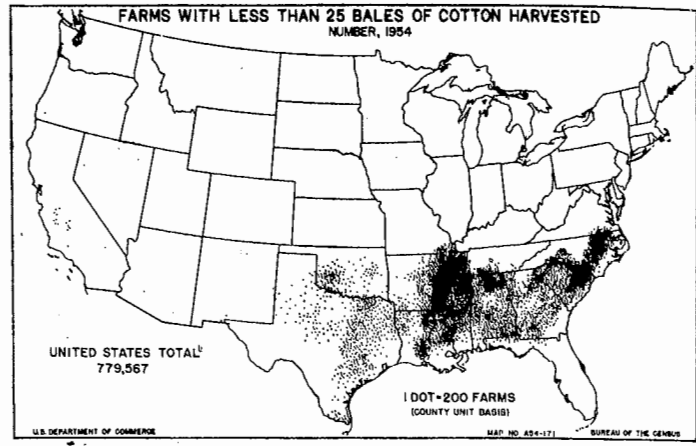 FARMS WITH LESS THAN 25 BALES OF COTTON HARVESTED
NUMBER, 1954
UNITED STATES TOTAL
779,567
1 DOT=200 FARMS
(COUNTY UNIT BASIS)
U.S. DEPARTMENT OF COMMERCE
MAP NO. A54-171
BUREAU OF THE CENSUS